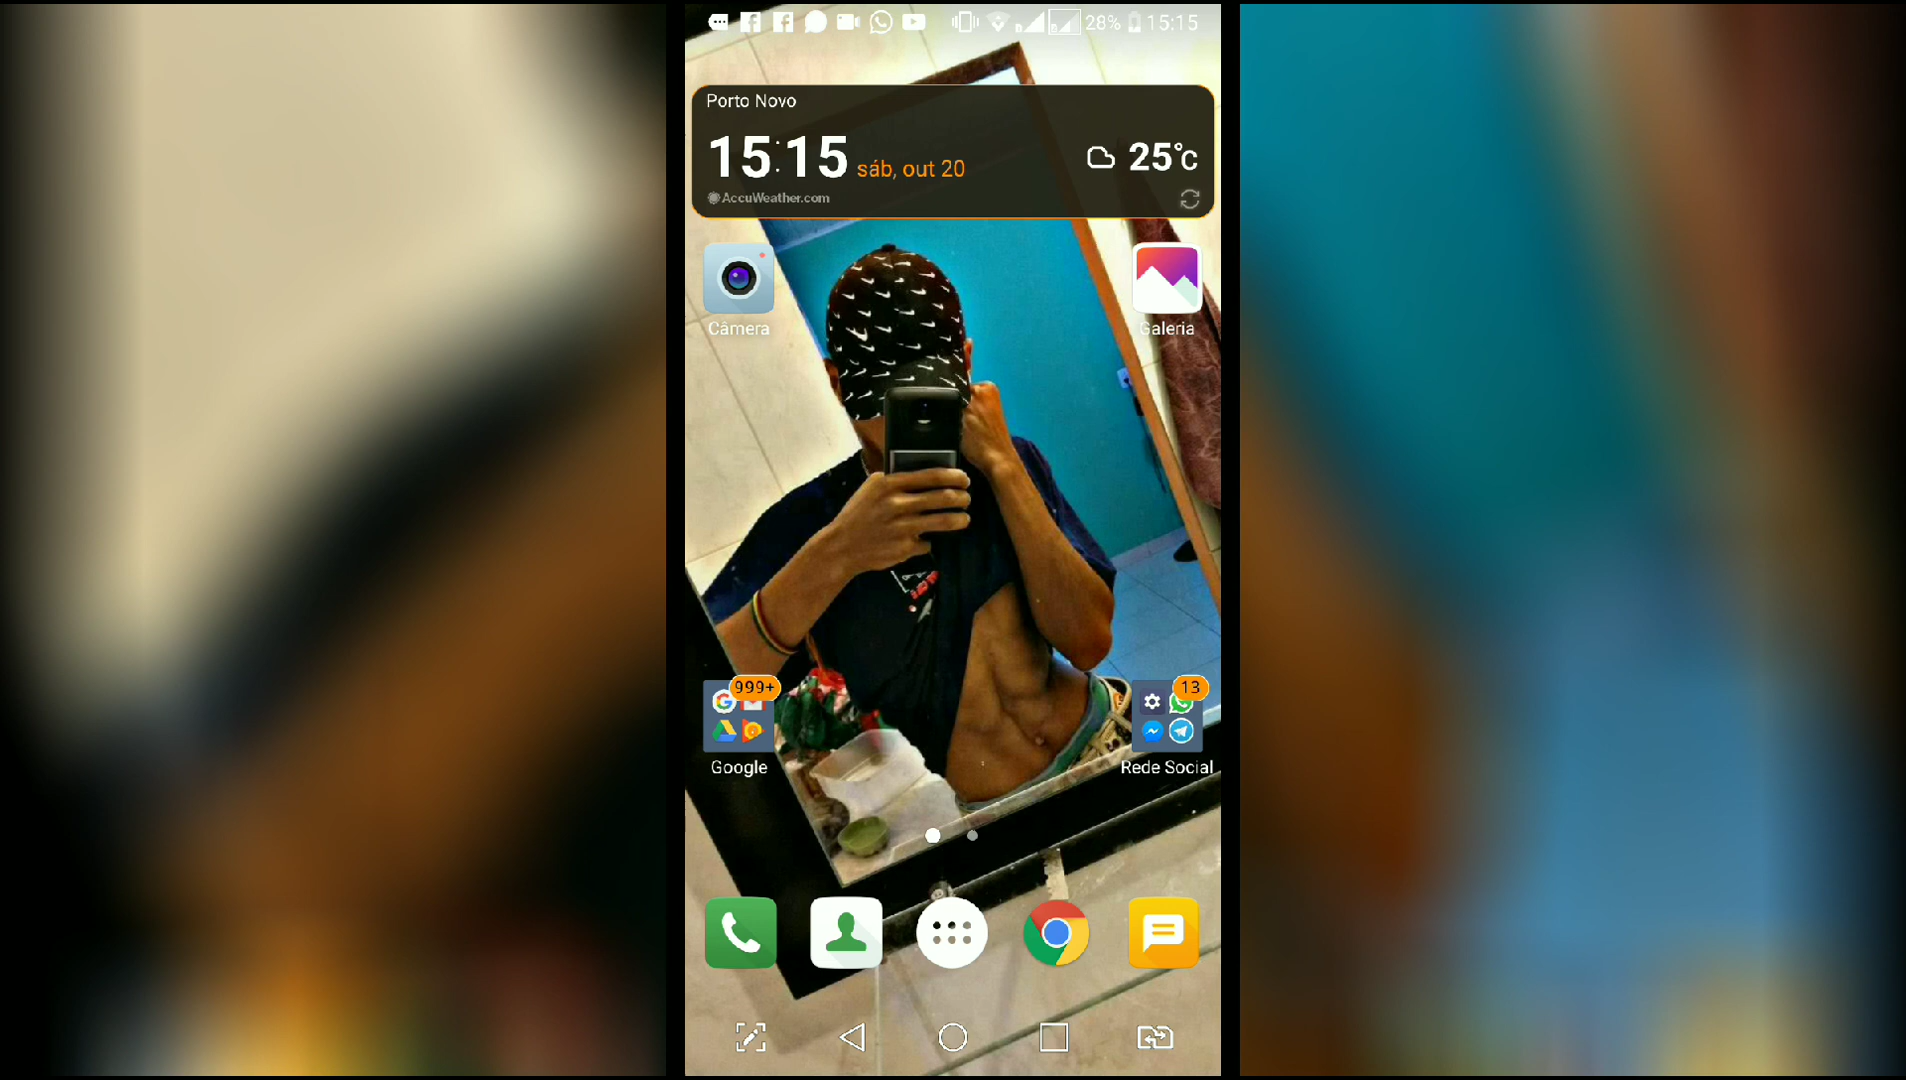 28% 15:15
Porto Novo
15:15 sáb, out 20
25°C
AccuWeather.com
Câmera
Galeria
999+
13
Google
Rede Social